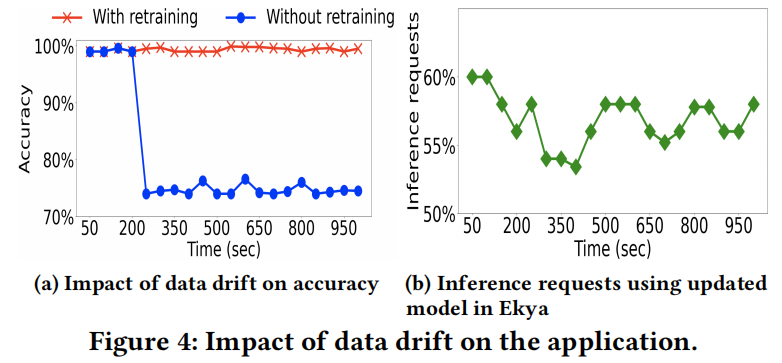 With retraining
Without retraining
Accuracy
100%
90%
80%
70%
50 200 350 500 650 800 950
Time (sec)
(a) Impact of data drift on accuracy
Inference requests
60%
55%
50%
50 200 350 500 650 800 950
Time (sec)
(b) Inference requests using updated
model in Ekya
Figure 4: Impact of data drift on the application.